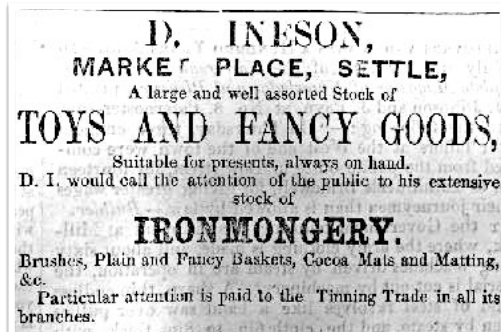 D. INESON,
MARKET PLACE, SETTLE,
A large and well assorted Stock of
TOYS AND FANCY GOODS,
Suitable for presents, always on hand.
D. I. would call the attention of the public to his extensive
stock of
IRONMONGERY.
Brushes, Plain and Fancy Baskets, Cocoa Mats and Matting,
&c.
Particular attention is paid to the Tinning Trade in all its
branches.